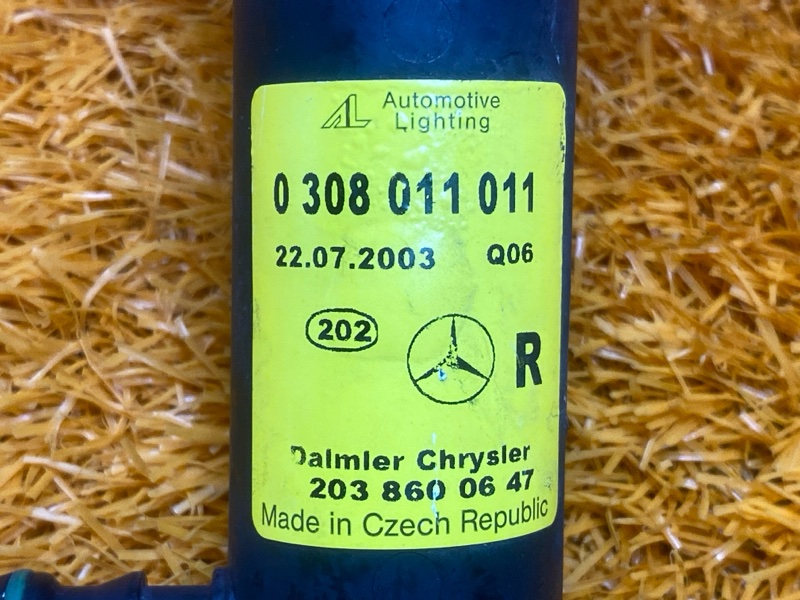 AL Automotive
Lighting
0 308 011 011
22.07.2003 Q06
202
R
Daimler Chrysler
203 860 06 47
Made in Czech Republic